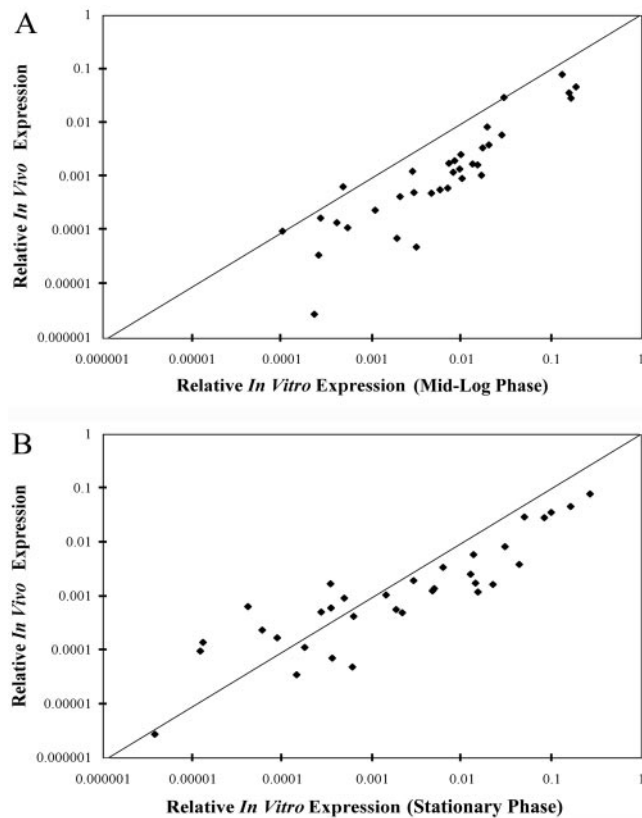 A
1
0.1
0.01
0.001
0.0001
0.00001
0.000001
Relative In Vivo Expression
0.000001 0.00001 0.0001 0.001 0.01 0.1 1
Relative In Vitro Expression (Mid-Log Phase)
B
1
0.1
0.01
0.001
0.0001
0.00001
0.000001
Relative In Vivo Expression
0.000001 0.00001 0.0001 0.001 0.01 0.1 1
Relative In Vitro Expression (Stationary Phase)